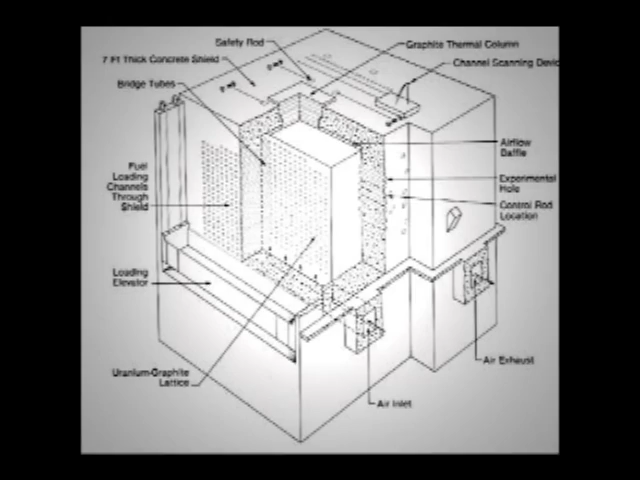 Safety Rod
Graphite Thermal Column
7 Ft Thick Concrete Shield
Channel Scanning Devic
Bridge Tubes
Airflow
Baffle
Fuel
Loading
Channels
Through
Shield
Experimental
Hole
Control Rod
Location
Loading
Elevator
Air Exhaust
Uranium-Graphite
Lattice
Air Inlet